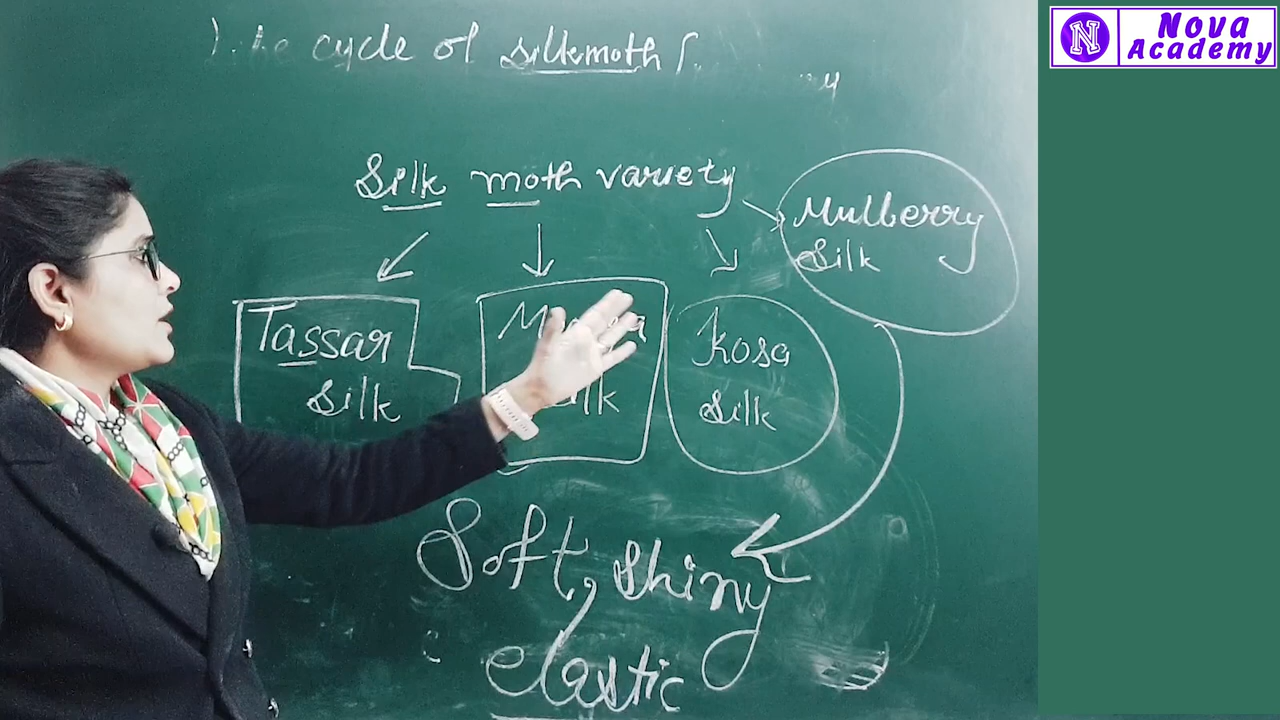 cycle of silkmoth
Silk moth variety
Mulberry
Silk
Tassar
Silk
Kosa
Silk
Soft, shiny
elastic
N
Nova
Academy